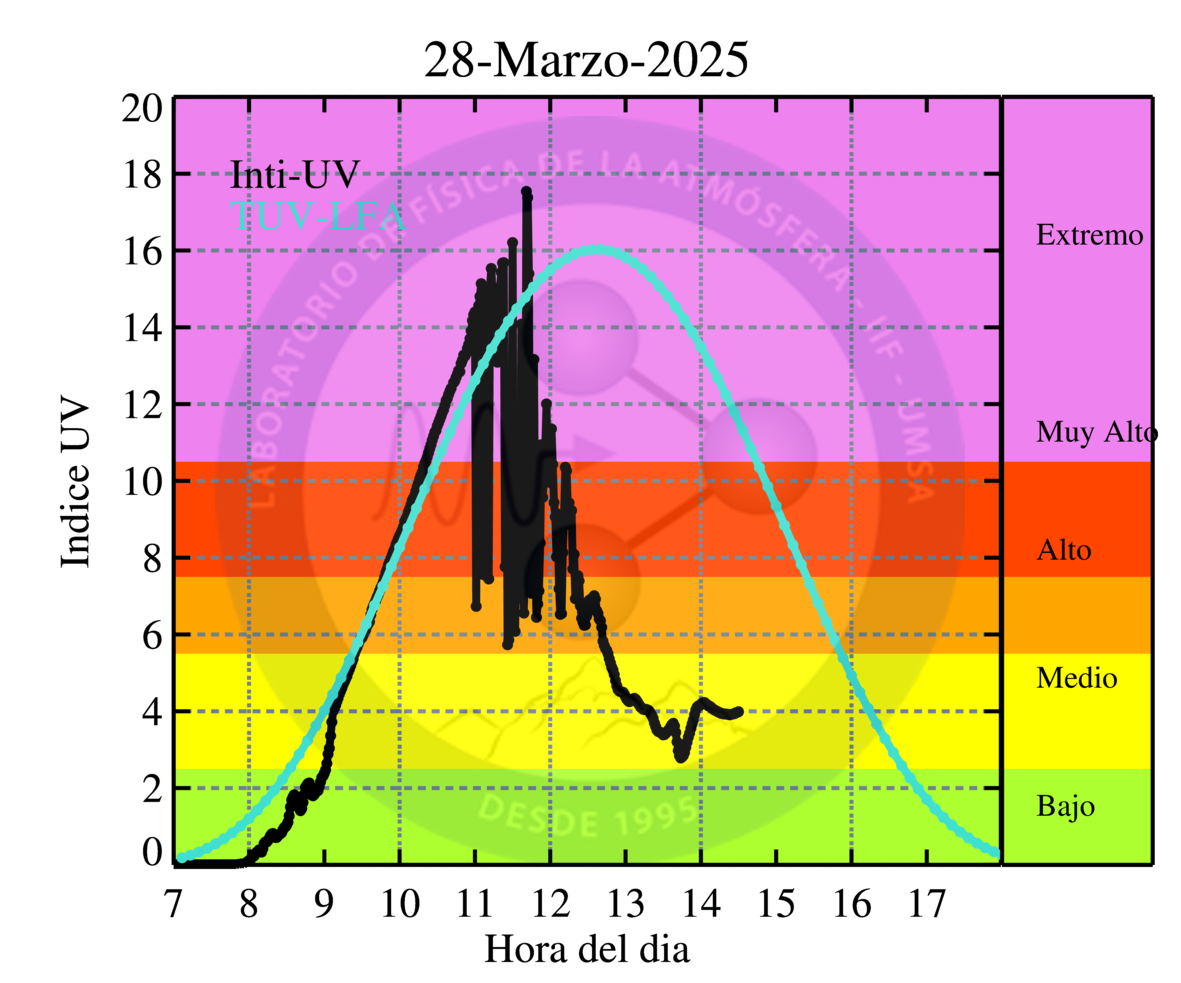 28-Marzo-2025
Inti-UV
TUV-LFA
LABORATORIO DE FÍSICA DE LA ATMÓSFERA - IIF - UMSA
DESDE 1995
Indice UV
20
18
16
14
12
10
8
6
4
2
0
Extremo
Muy Alto
Alto
Medio
Bajo
7 8 9 10 11 12 13 14 15 16 17
Hora del dia